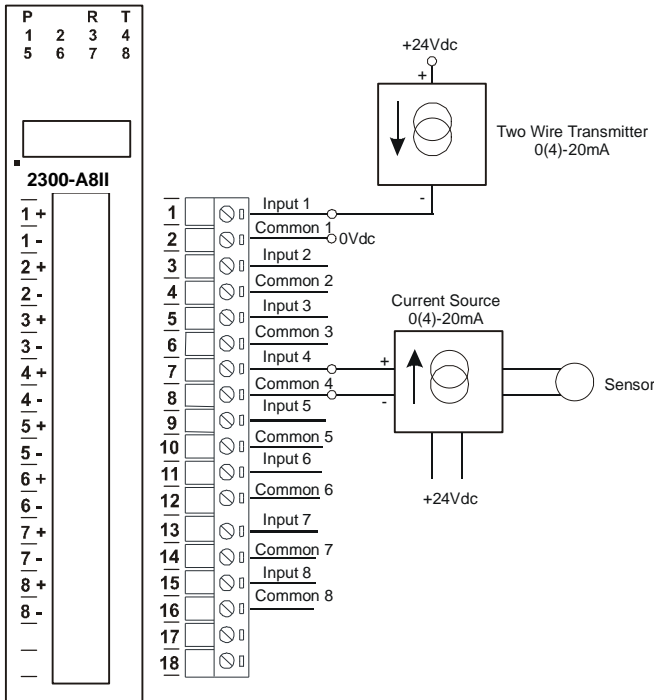 P R T
1 2 3 4
5 6 7 8
2300-A8II
1 +
1 -
2 +
2 -
3 +
3 -
4 +
4 -
5 +
5 -
6 +
6 -
7 +
7 -
8 +
8 -
1 Input 1
2 Common 1
0Vdc
3 Input 2
4 Common 2
5 Input 3
6 Common 3
7 Input 4
8 Common 4
9 Input 5
10 Common 5
11 Input 6
12 Common 6
13 Input 7
14 Common 7
15 Input 8
16 Common 8
17
18
+24Vdc
+
-
Two Wire Transmitter
0(4)-20mA
Current Source
0(4)-20mA
+
-
Sensor
+24Vdc